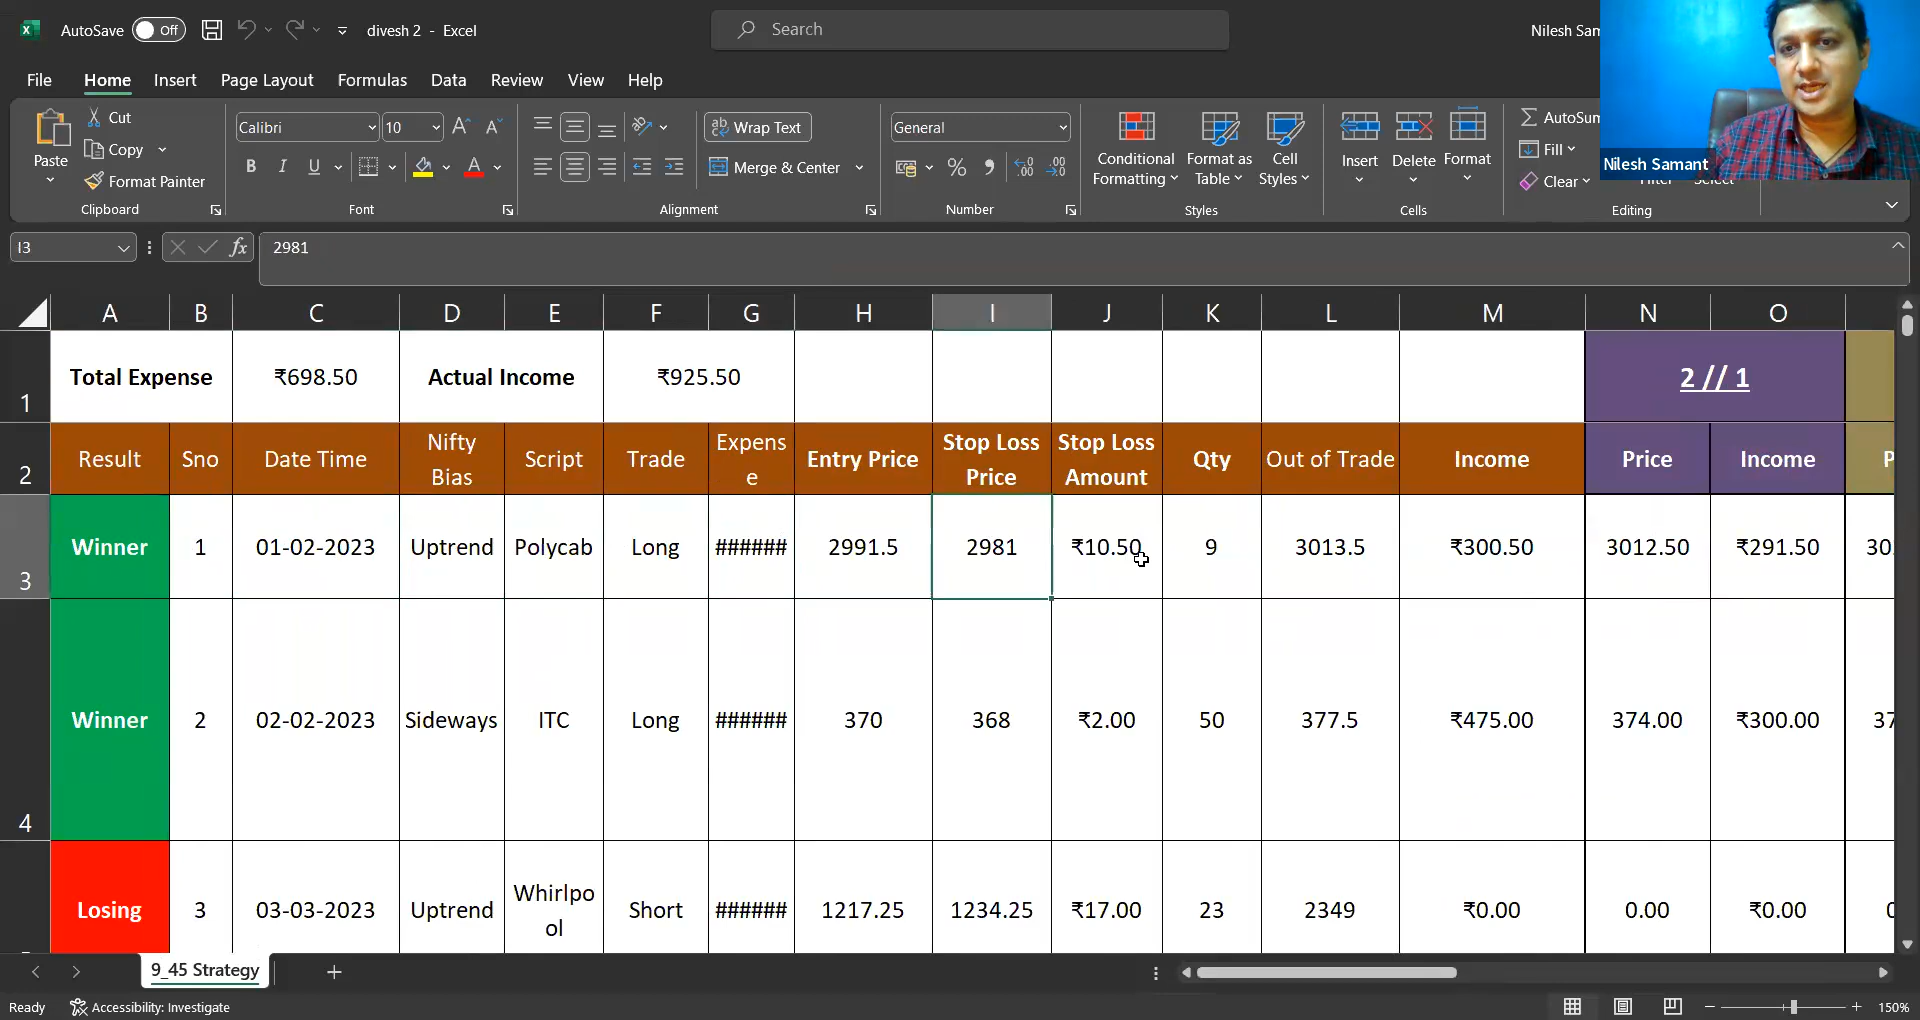 AutoSave Off divesh 2 - Excel Search Nilesh Sam
File Home Insert Page Layout Formulas Data Review View Help
Paste Cut Copy Format Painter
Clipboard
Calibri 10
B I U A
Font
Wrap Text
Merge & Center
Alignment
General
Number
Conditional Formatting Format as Table Cell Styles
Styles
Insert Delete Format
Cells
AutoSum
Fill
Clear
Editing
Nilesh Samant
I3 fx 2981
A B C D E F G H I J K L M N O
1 Total Expense ₹698.50 Actual Income ₹925.50 2 // 1
2 Result Sno Date Time Nifty Bias Script Trade Expense Entry Price Stop Loss Price Stop Loss Amount Qty Out of Trade Income Price Income P
3 Winner 1 01-02-2023 Uptrend Polycab Long ###### 2991.5 2981 ₹10.50 9 3013.5 ₹300.50 3012.50 ₹291.50
4 Winner 2 02-02-2023 Sideways ITC Long ###### 370 368 ₹2.00 50 377.5 ₹475.00 374.00 ₹300.00 37
Losing 3 03-03-2023 Uptrend Whirlpool Short ###### 1217.25 1234.25 ₹17.00 23 2349 ₹0.00 0.00 ₹0.00
9_45 Strategy
Ready Accessibility: Investigate 150%